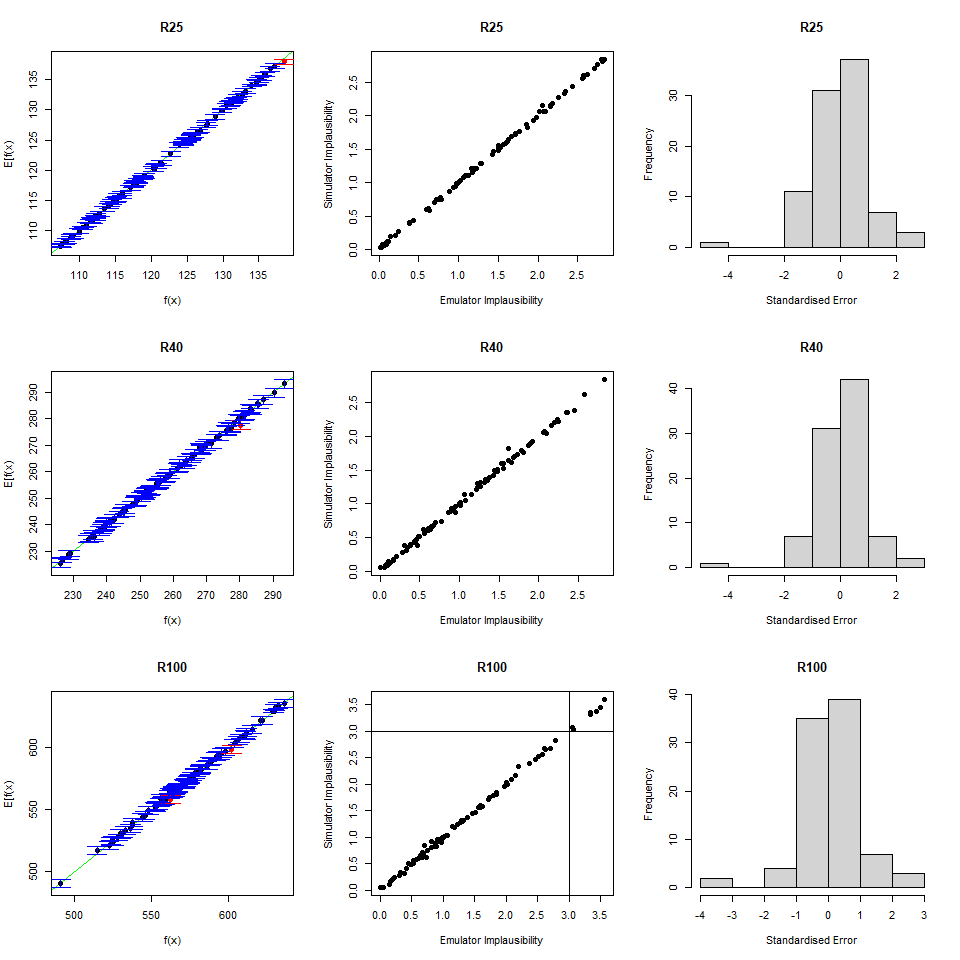 R25 R25 R25
E[f(x)
110 115 120 125 130 135
110 115 120 125 130 135
f(x)
Simulator Implausibility
0.0 0.5 1.0 1.5 2.0 2.5
0.0 0.5 1.0 1.5 2.0 2.5
Emulator Implausibility
Frequency
0 10 20 30
-4 -2 0 2
Standardised Error
R40 R40 R40
E[f(x)
230 240 250 260 270 280 290
230 240 250 260 270 280 290
f(x)
Simulator Implausibility
0.0 0.5 1.0 1.5 2.0 2.5
0.0 0.5 1.0 1.5 2.0 2.5
Emulator Implausibility
Frequency
0 10 20 30 40
-4 -2 0 2
Standardised Error
R100 R100 R100
E[f(x)
500 550 600
500 550 600
f(x)
Simulator Implausibility
0.0 0.5 1.0 1.5 2.0 2.5 3.0 3.5
0.0 0.5 1.0 1.5 2.0 2.5 3.0 3.5
Emulator Implausibility
Frequency
0 10 20 30 40
-4 -3 -2 -1 0 1 2 3
Standardised Error